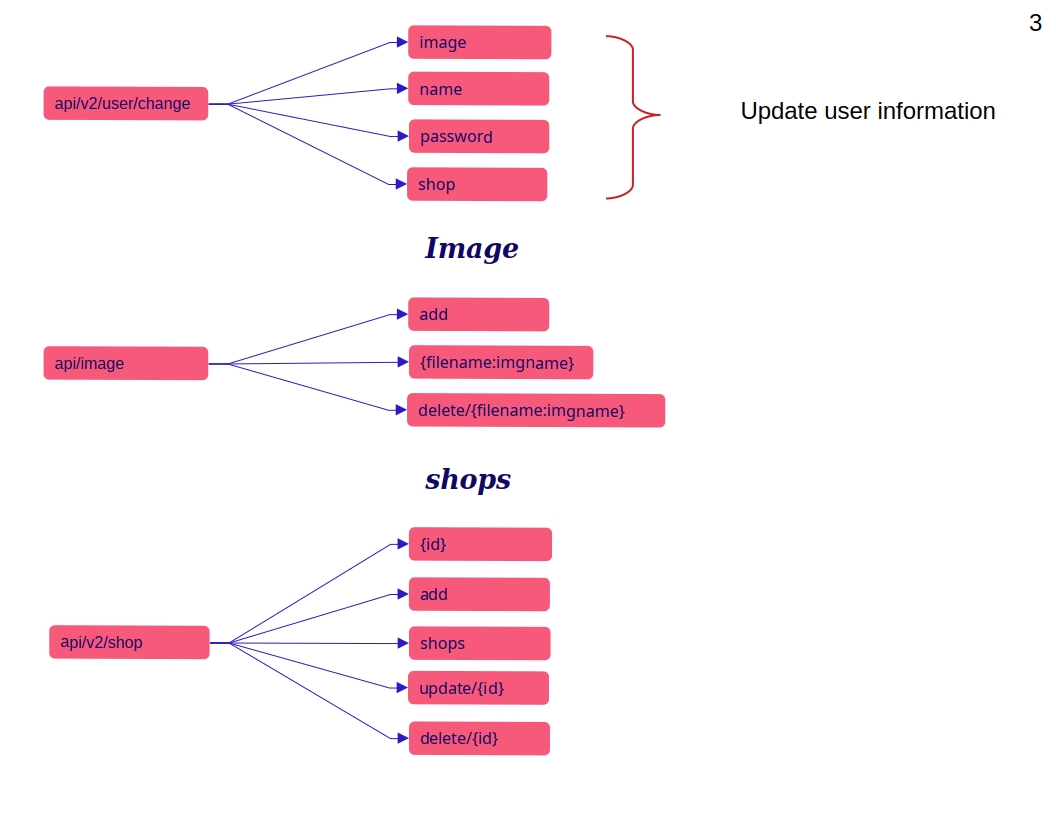 3
api/v2/user/change
image
name
password
shop
Update user information
Image
api/image
add
{filename:imgname}
delete/{filename:imgname}
shops
api/v2/shop
{id}
add
shops
update/{id}
delete/{id}